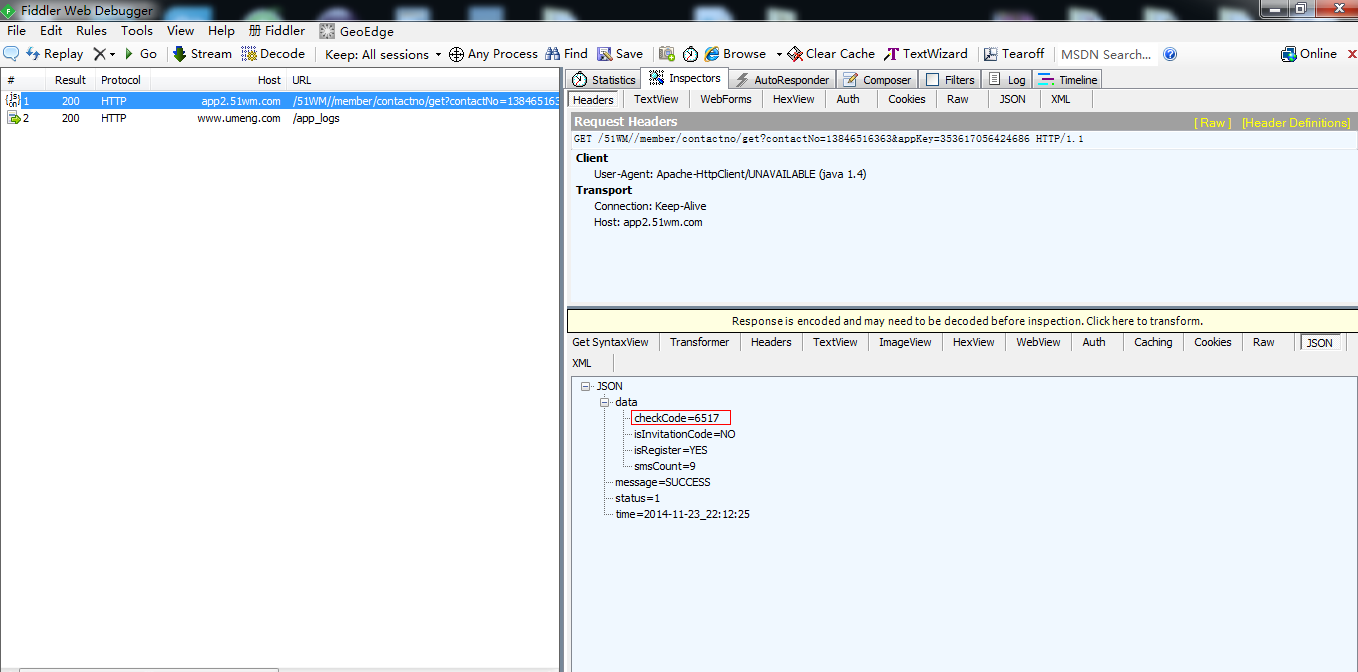 Fiddler Web Debugger
File Edit Rules Tools View Help Fiddler GeoEdge
Replay Go Stream Decode Keep: All sessions Any Process Find Save Browse Clear Cache TextWizard Tearoff MSDN Search... Online
# Result Protocol Host URL
1 200 HTTP app2.51wm.com /51WM//member/contactno/get?contactNo=138465163
2 200 HTTP www.umeng.com /app_logs
Statistics Inspectors AutoResponder Composer Filters Log Timeline
Headers TextView WebForms HexView Auth Cookies Raw JSON XML
Request Headers [ Raw ] [Header Definitions]
GET /51WM//member/contactno/get?contactNo=13846516363&appKey=353617056424686 HTTP/1.1
Client
User-Agent: Apache-HttpClient/UNAVAILABLE (java 1.4)
Transport
Connection: Keep-Alive
Host: app2.51wm.com
Response is encoded and may need to be decoded before inspection. Click here to transform.
Get SyntaxView Transformer Headers TextView ImageView HexView WebView Auth Caching Cookies Raw JSON
XML
JSON
data
checkCode=6517
isInvitationCode=NO
isRegister=YES
smsCount=9
message=SUCCESS
status=1
time=2014-11-23_22:12:25